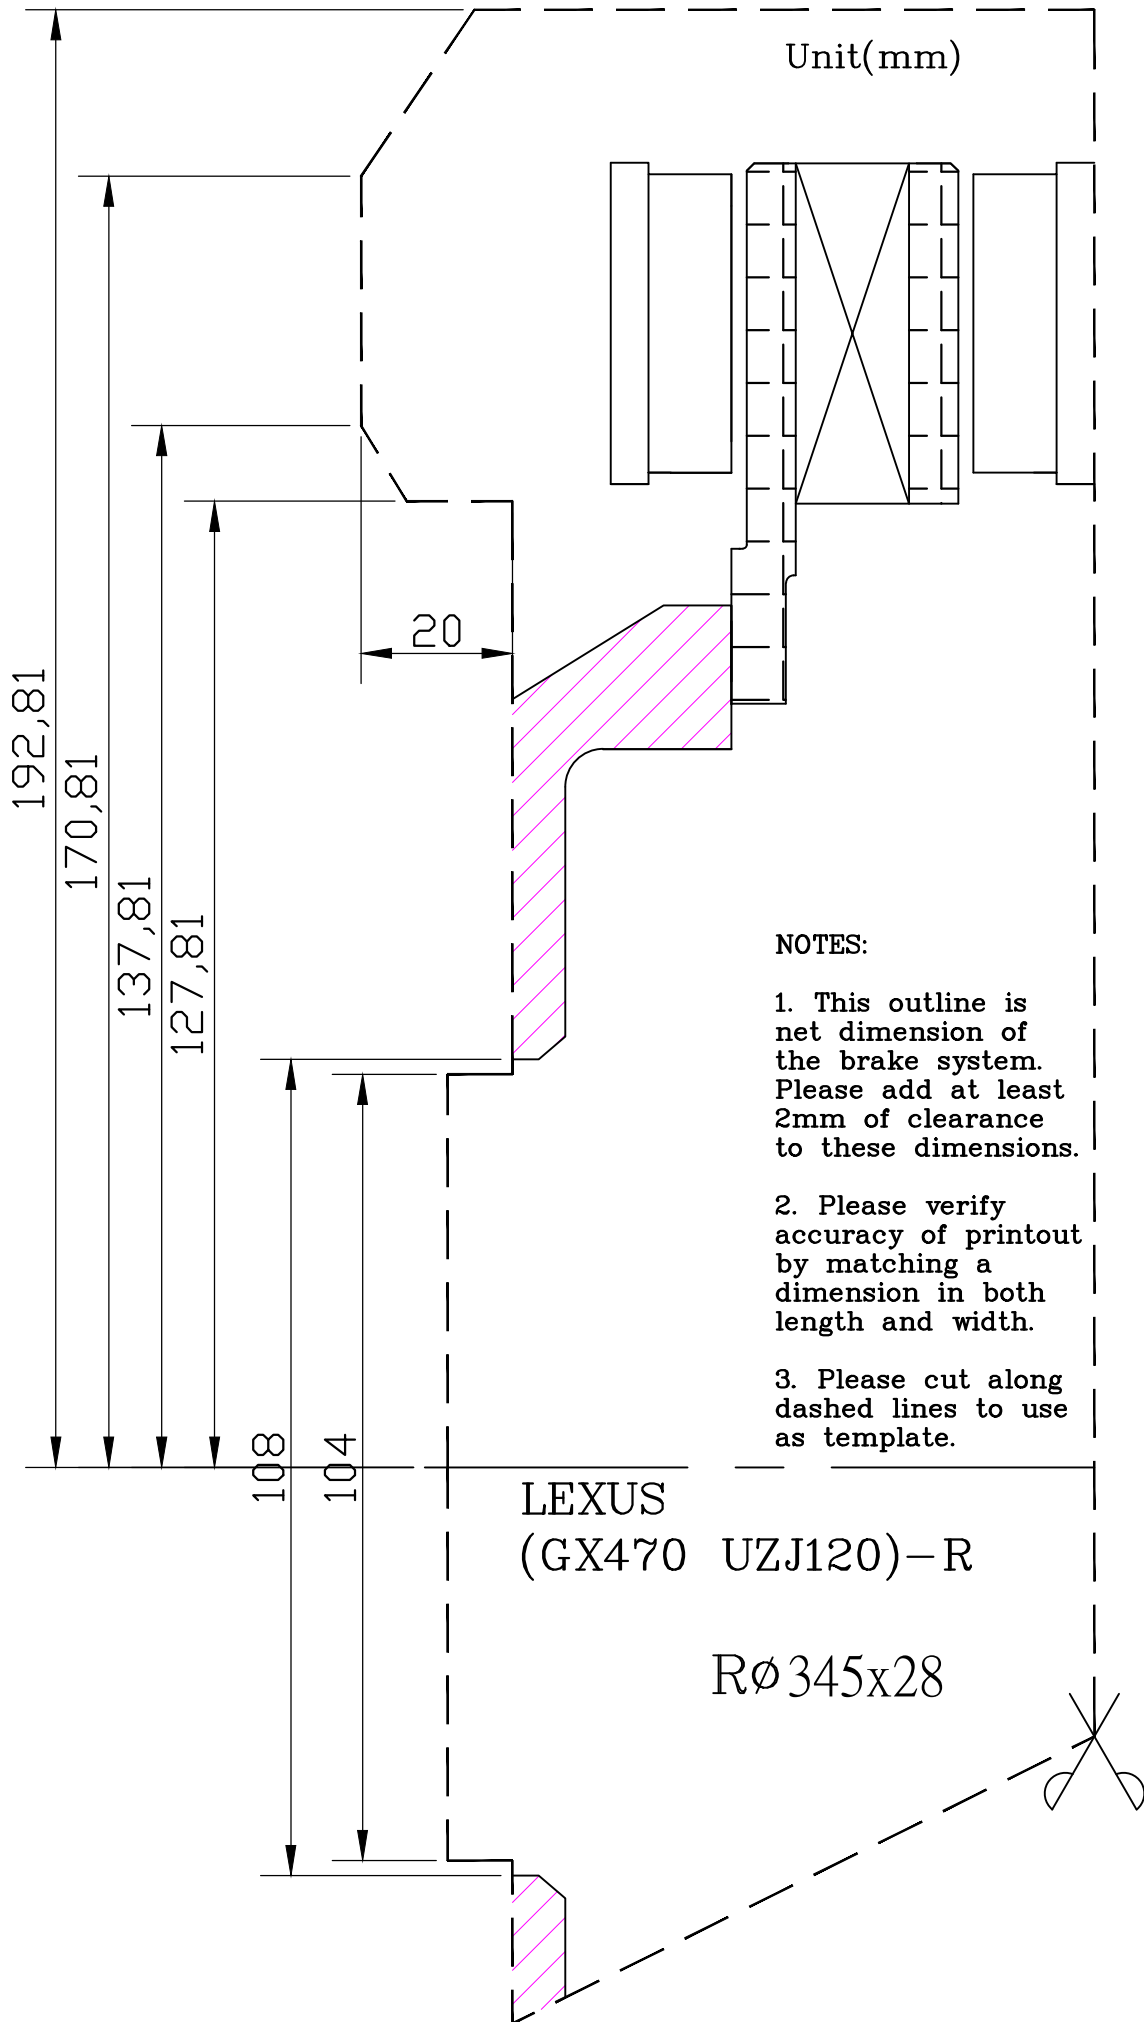 Unit(mm)
20
192,81
170,81
137,81
127,81
NOTES:
1. This outline is
net dimension of
the brake system.
Please add at least
2mm of clearance
to these dimensions.
2. Please verify
accuracy of printout
by matching a
dimension in both
length and width.
3. Please cut along
dashed lines to use
as template.
108
104
LEXUS
(GX470 UZJ120)-R
RØ345x28